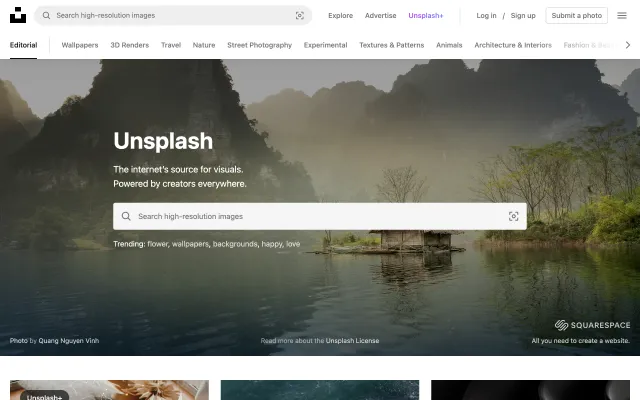 Search high-resolution images
Explore
Advertise
Unsplash+
Log in / Sign up
Submit a photo
Editorial
Wallpapers
3D Renders
Travel
Nature
Street Photography
Experimental
Textures & Patterns
Animals
Architecture & Interiors
Fashion &
Unsplash
The internet's source for visuals.
Powered by creators everywhere.
Search high-resolution images
Trending: flower, wallpapers, backgrounds, happy, love
SQUARESPACE
Photo by Quang Nguyen Vinh
Read more about the Unsplash License
All you need to create a website.
Unsplash+